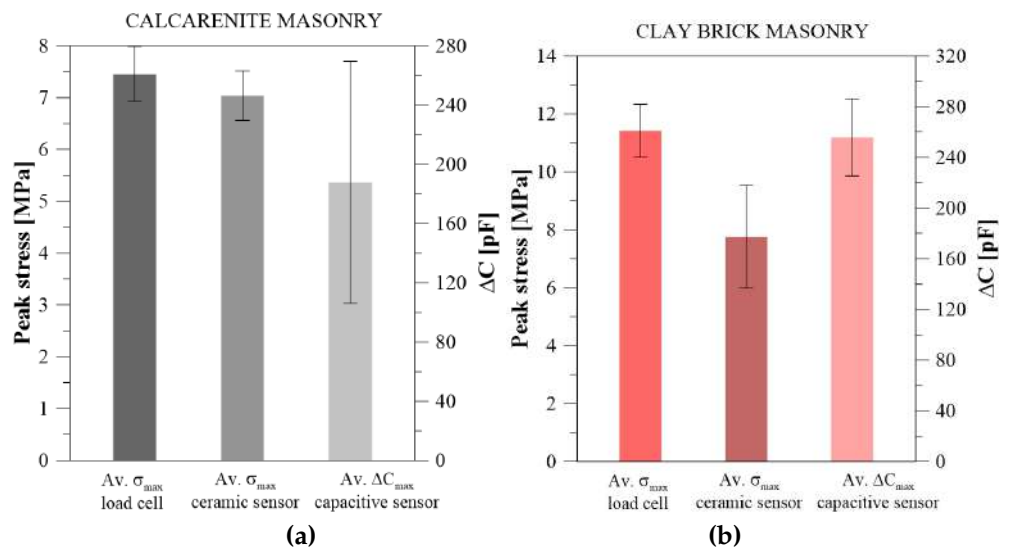 CALCARENITE MASONRY
8
7
6
5
4
3
2
1
0
Peak stress [MPa]
280
240
200
160
120
80
40
0
ΔC [pF]
Av. σmax
load cell
Av. σmax
ceramic sensor
Av. ΔCmax
capacitive sensor
(a)
CLAY BRICK MASONRY
14
12
10
8
6
4
2
0
Peak stress [MPa]
320
280
240
200
160
120
80
40
0
ΔC [pF]
Av. σmax
load cell
Av. σmax
ceramic sensor
Av. ΔCmax
capacitive sensor
(b)